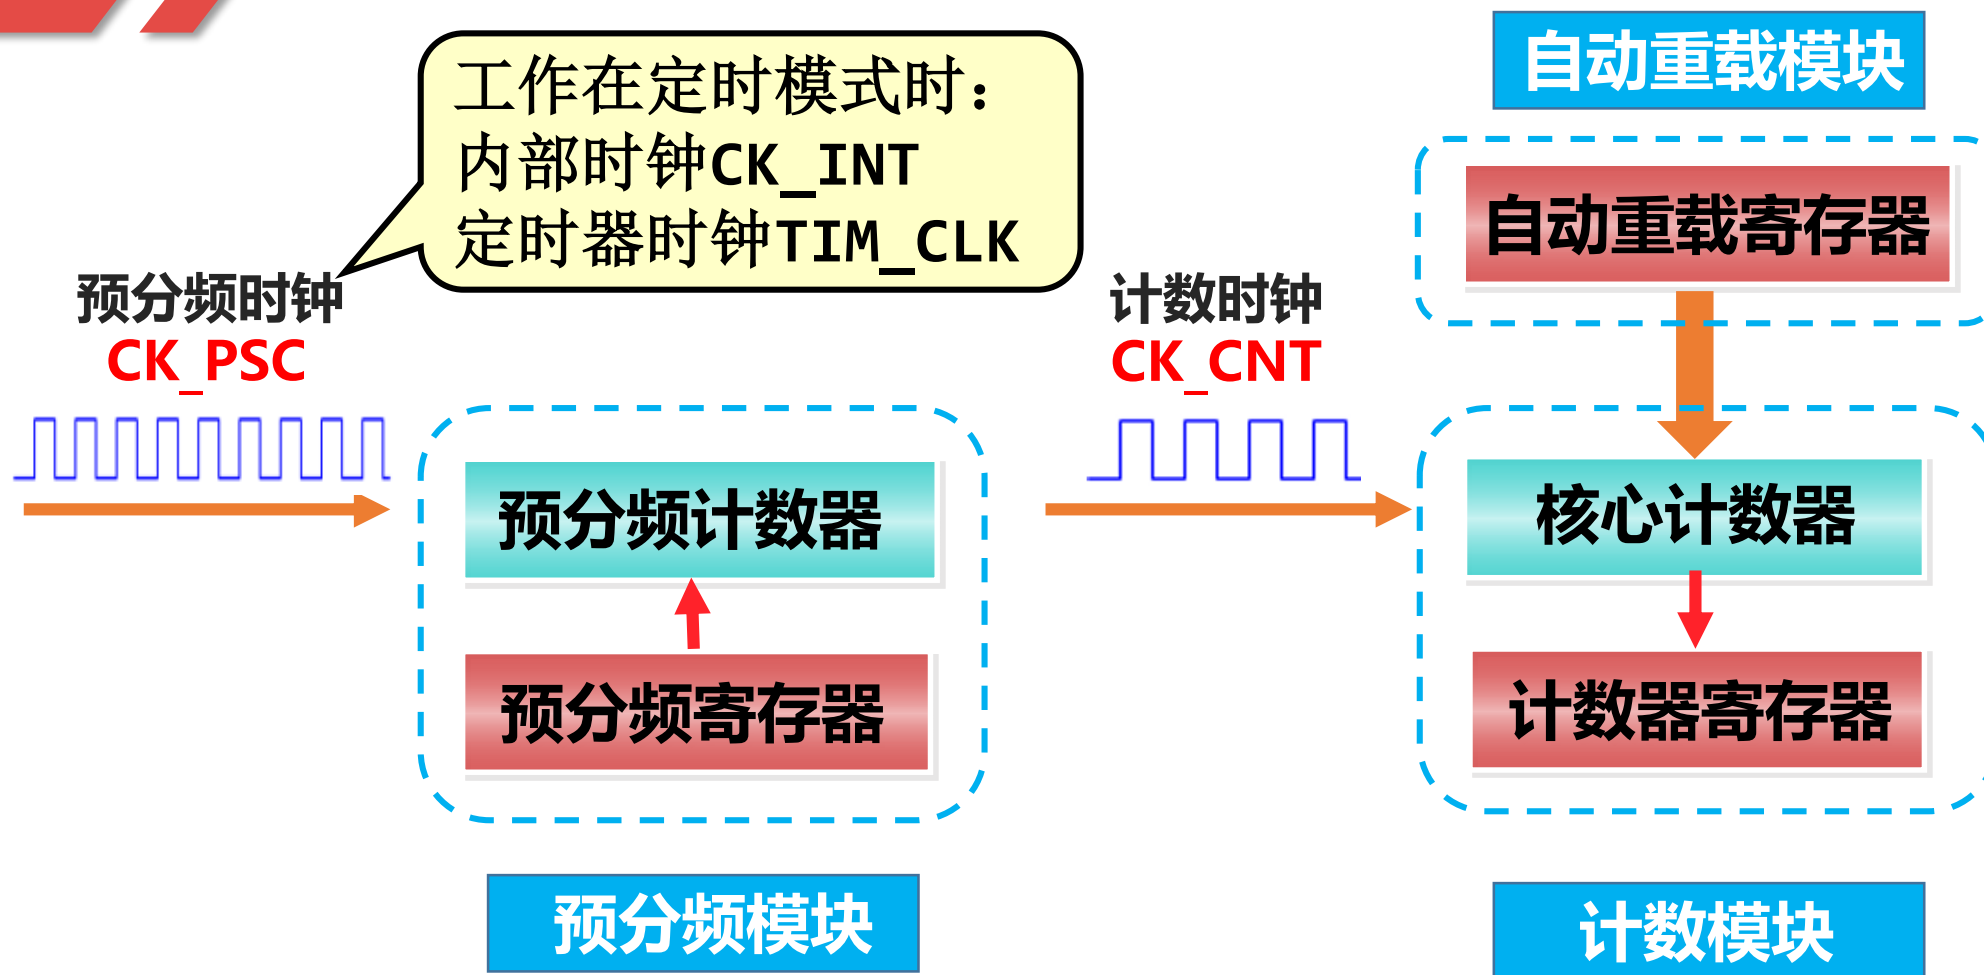 工作在定时模式时：
内部时钟CK_INT
定时器时钟TIM_CLK
自动重载模块
自动重载寄存器
预分频时钟
CK_PSC
计数时钟
CK_CNT
预分频计数器
预分频寄存器
核心计数器
计数器寄存器
预分频模块
计数模块